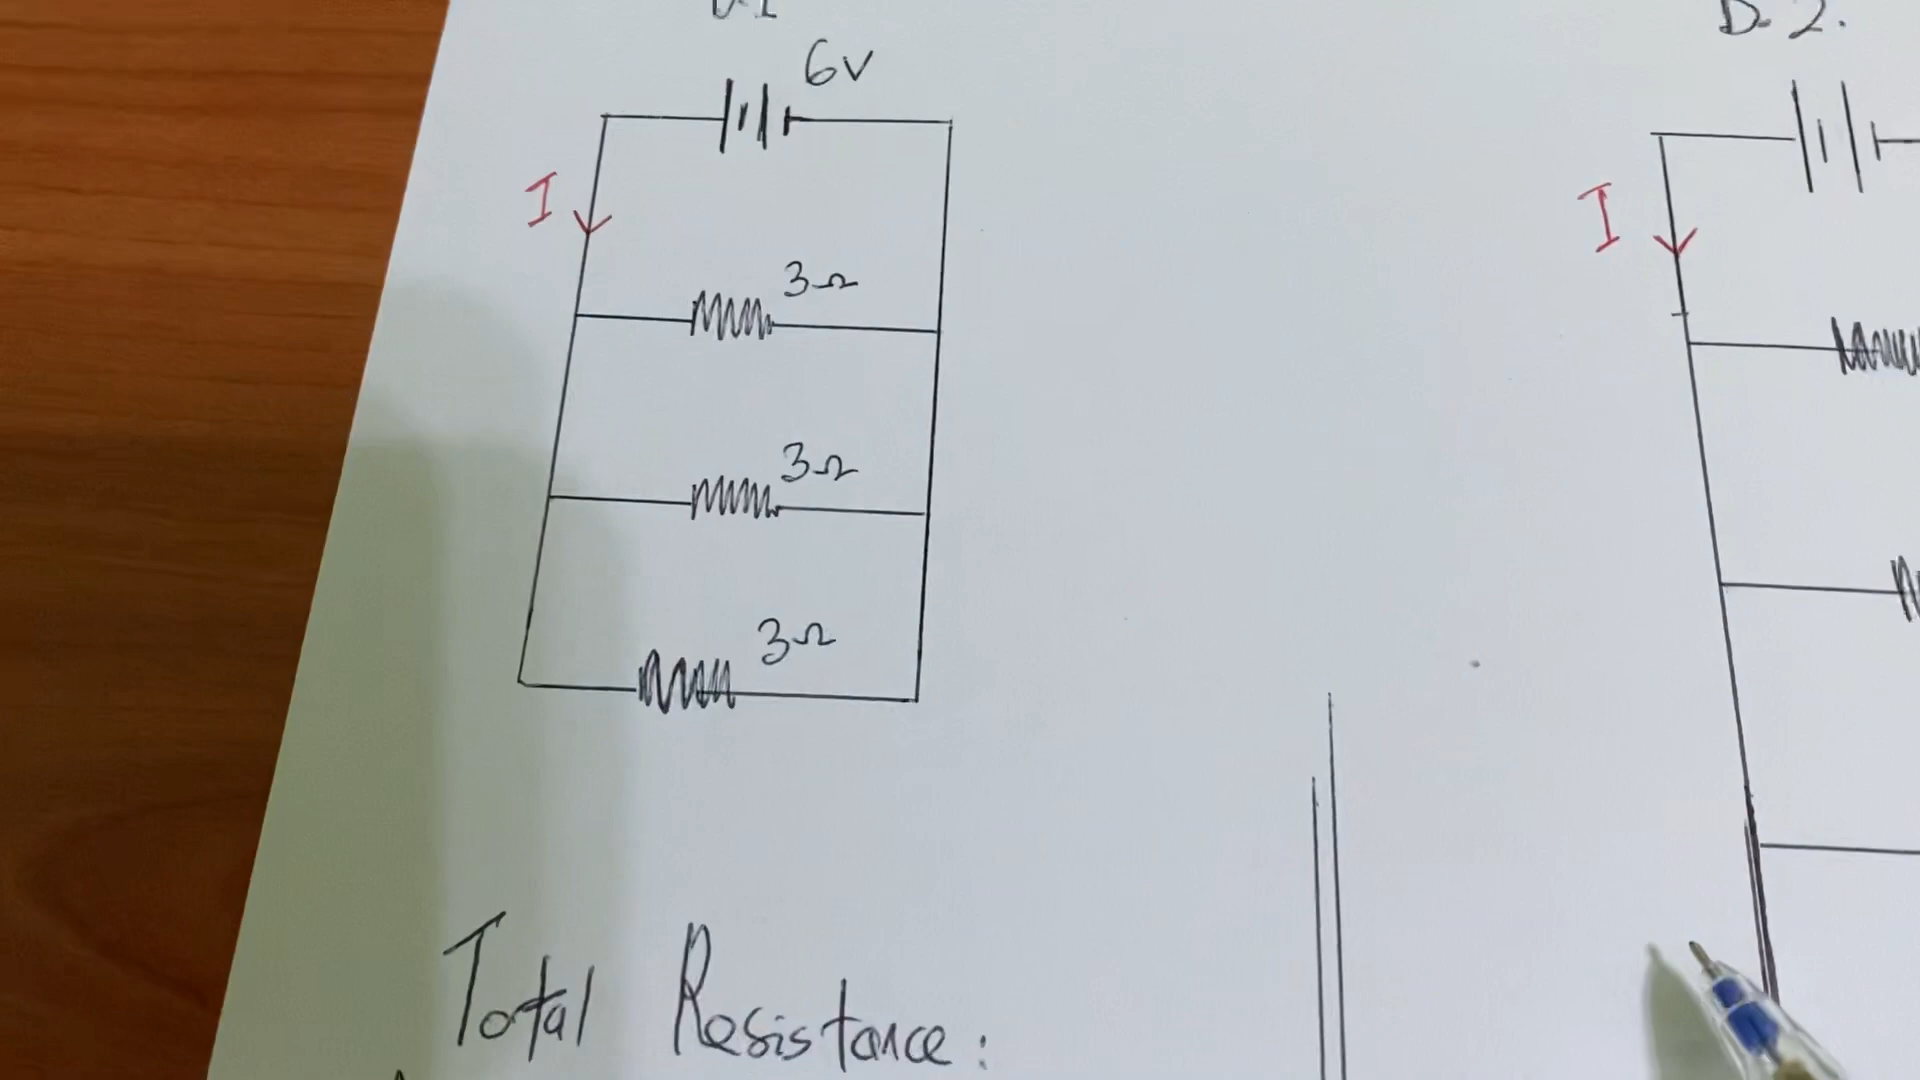 D.2.
6v
I
I
3Ω
3Ω
3Ω
Total Resistance: